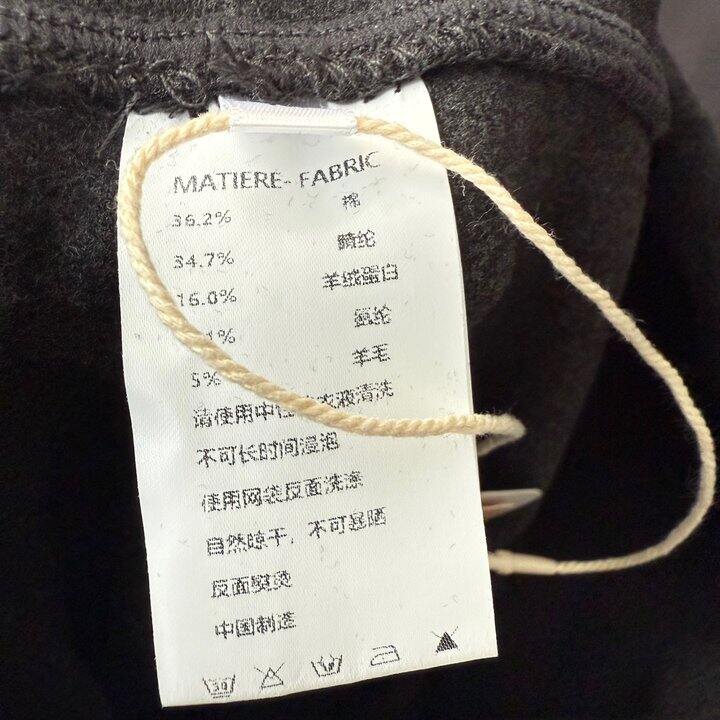 MATIERE- FABRIC
36.2% 棉
34.7% 腈纶
16.0% 羊绒蛋白
1% 氨纶
5% 羊毛
请使用中 衣液清洗
不可长时间浸泡
使用网袋反面洗涤
自然晾干，不可暴晒
反面熨烫
中国制造
30